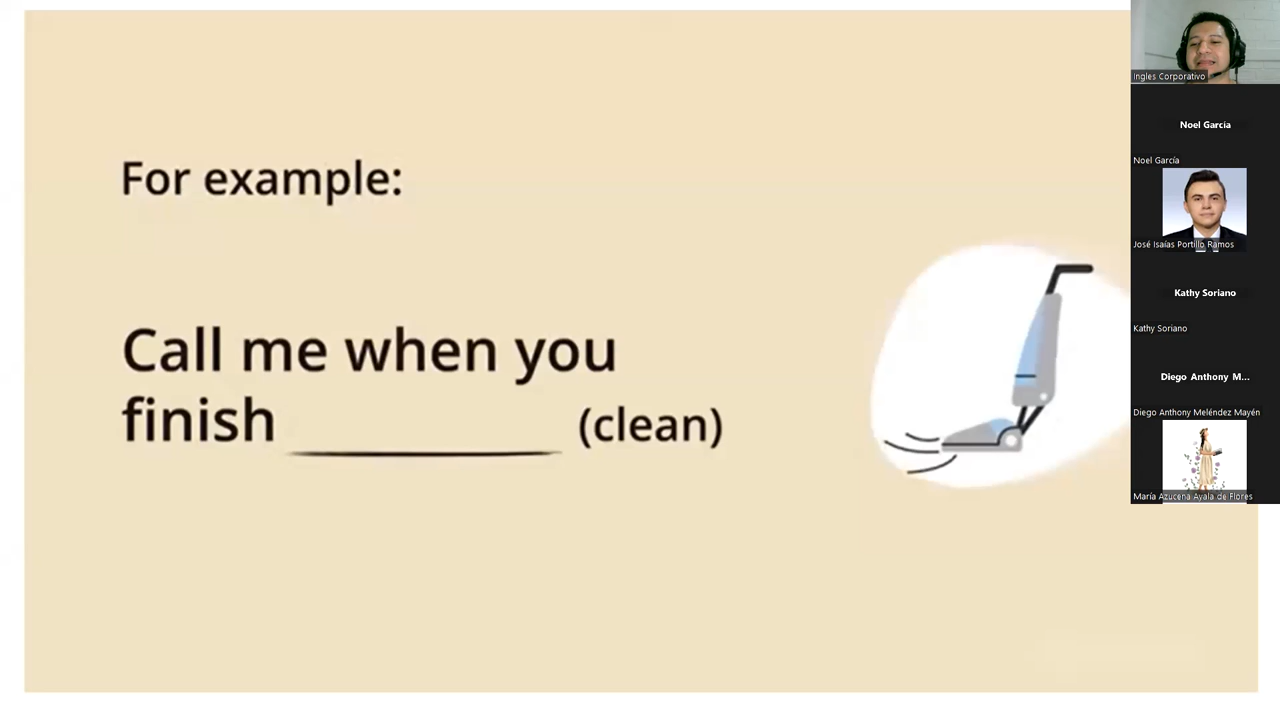 For example:
Call me when you
finish ____________ (clean)
Ingles Corporativo
Noel Garcia
Noel García
José Isaías Portillo Ramos
Kathy Soriano
Kathy Soriano
Diego Anthony M...
Diego Anthony Meléndez Mayén
María Azucena Ayala de Flores